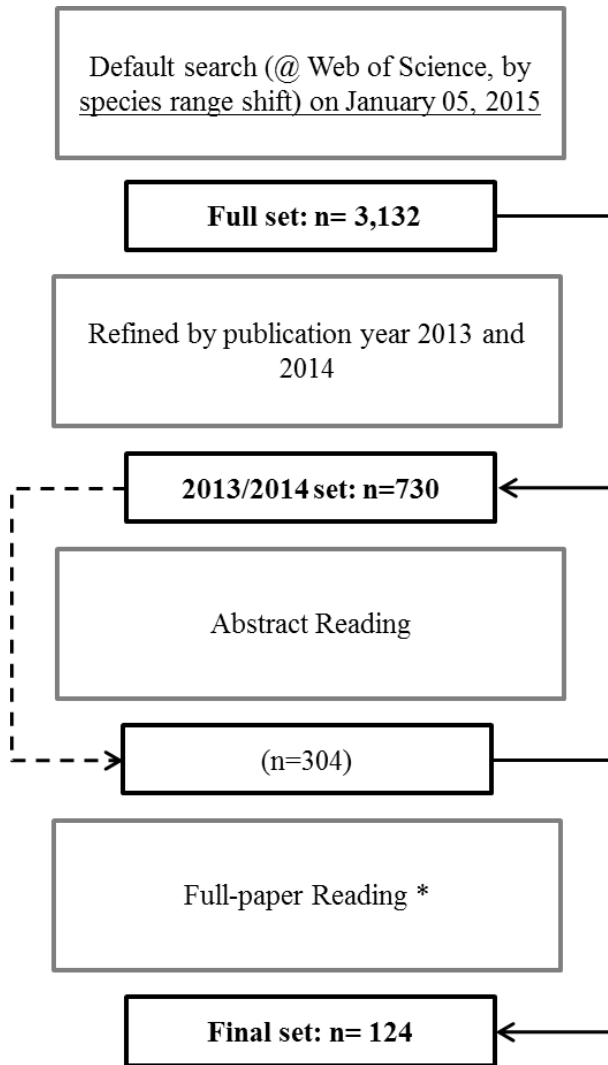 Default search (@ Web of Science, by
species range shift) on January 05, 2015
Full set: n= 3,132
Refined by publication year 2013 and
2014
2013/2014 set: n=730
Abstract Reading
(n=304)
Full-paper Reading *
Final set: n= 124